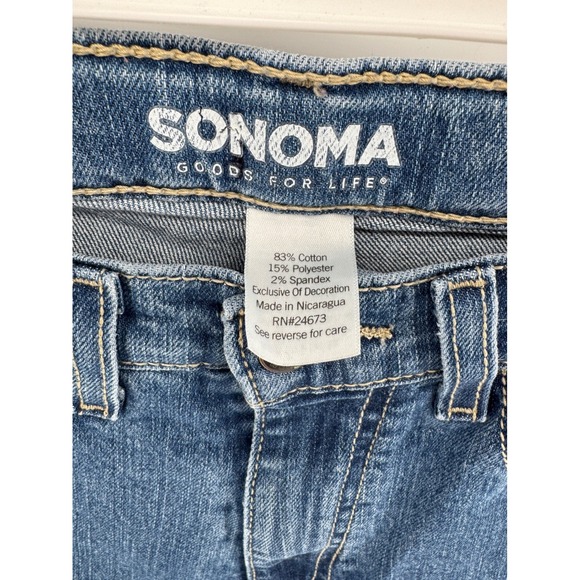 SONOMA
GOODS FOR LIFE®
83% Cotton
15% Polyester
2% Spandex
Exclusive Of Decoration
Made in Nicaragua
RN#24673
See reverse for care